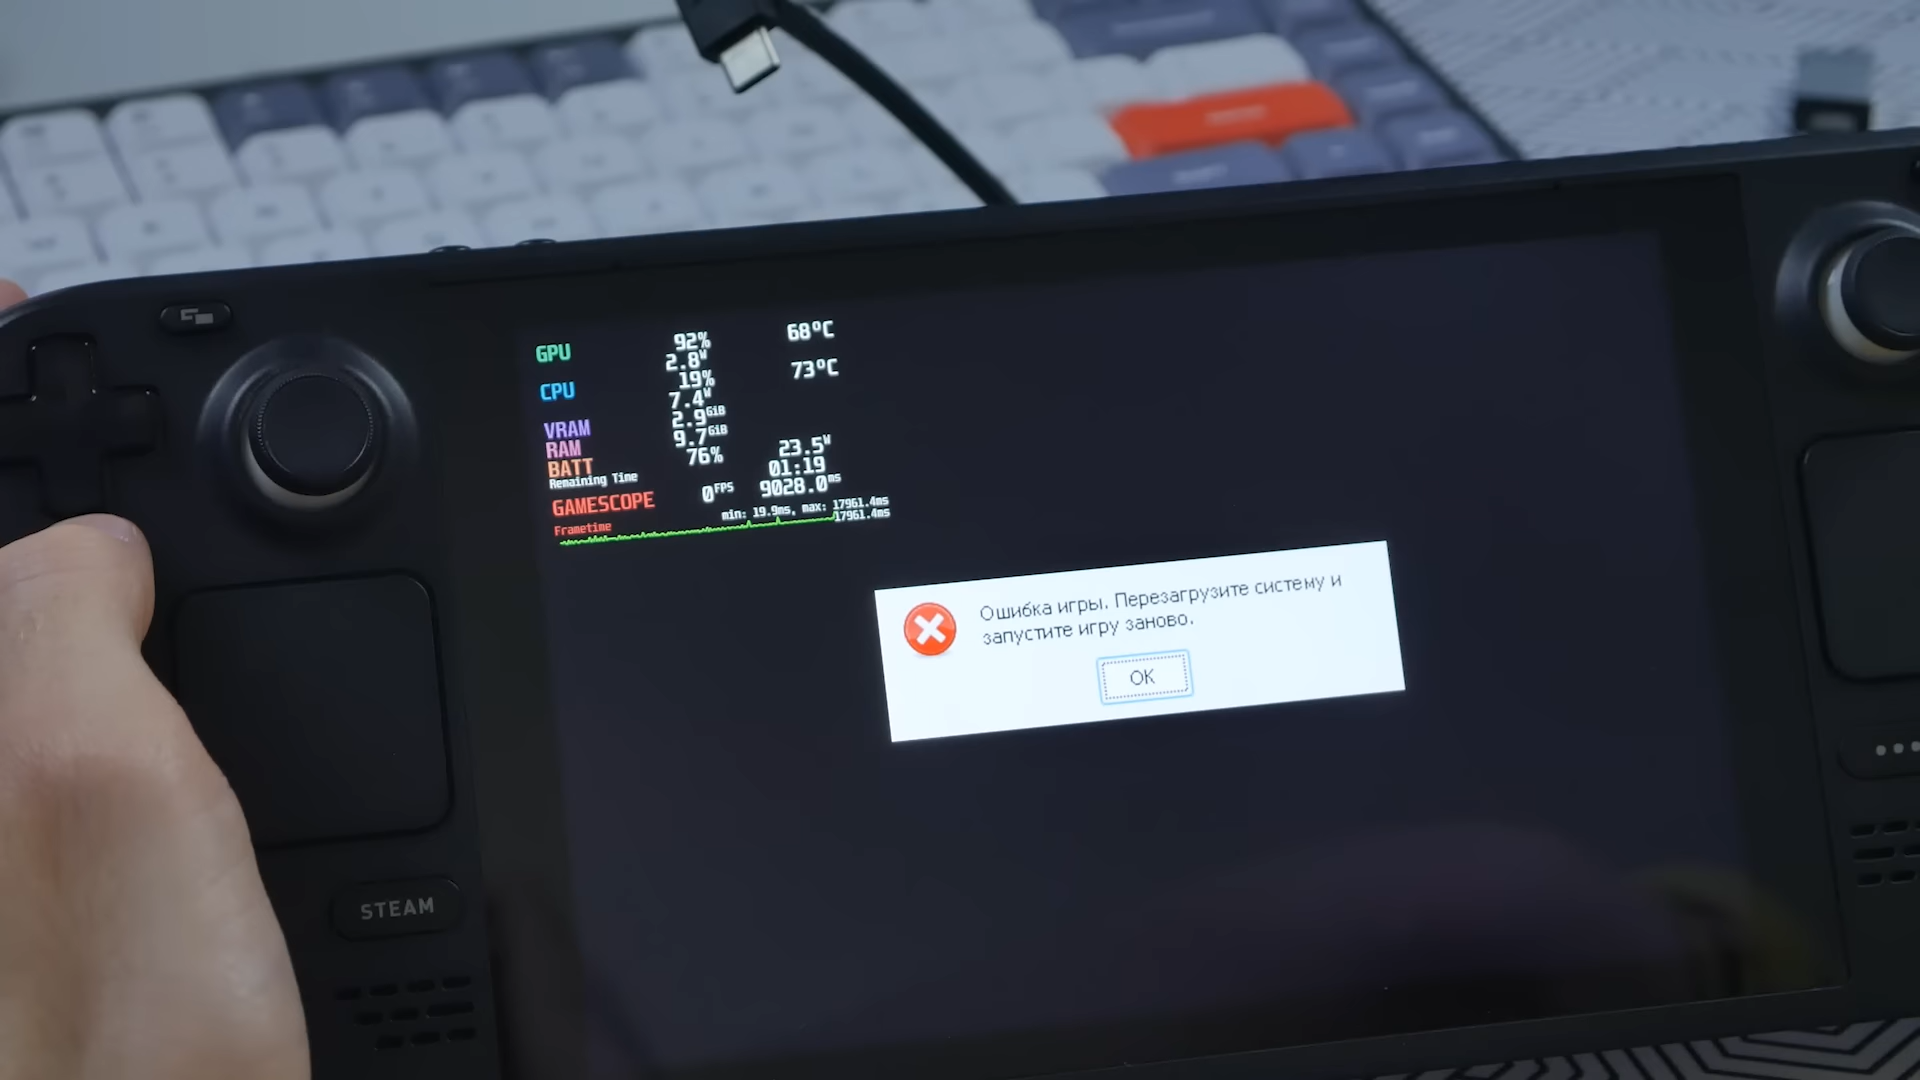 GPU 92% 68°C
2.8W
CPU 19% 73°C
7.4W
VRAM 2.9GiB
RAM 9.7GiB
BATT 76% 23.5W
Remaining Time 01:19
GAMESCOPE 0FPS 9028.0ms
min: 19.9ms, max: 17961.4ms
Frametime 17961.4ms
Ошибка игры. Перезагрузите систему и
запустите игру заново.
OK
STEAM